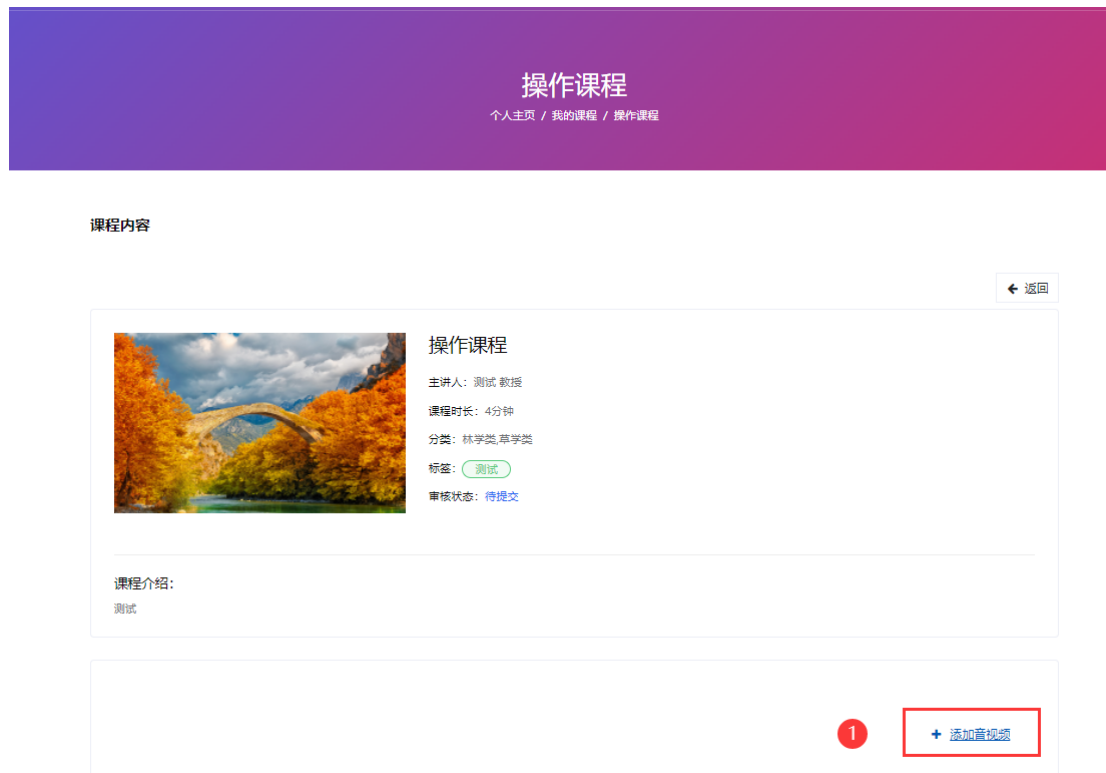 操作课程
个人主页 / 我的课程 / 操作课程
课程内容
返回
操作课程
主讲人：测试 教授
课程时长：4分钟
分类：林学类,草学类
标签：测试
审核状态：待提交
课程介绍：
测试
1
+ 添加音视频